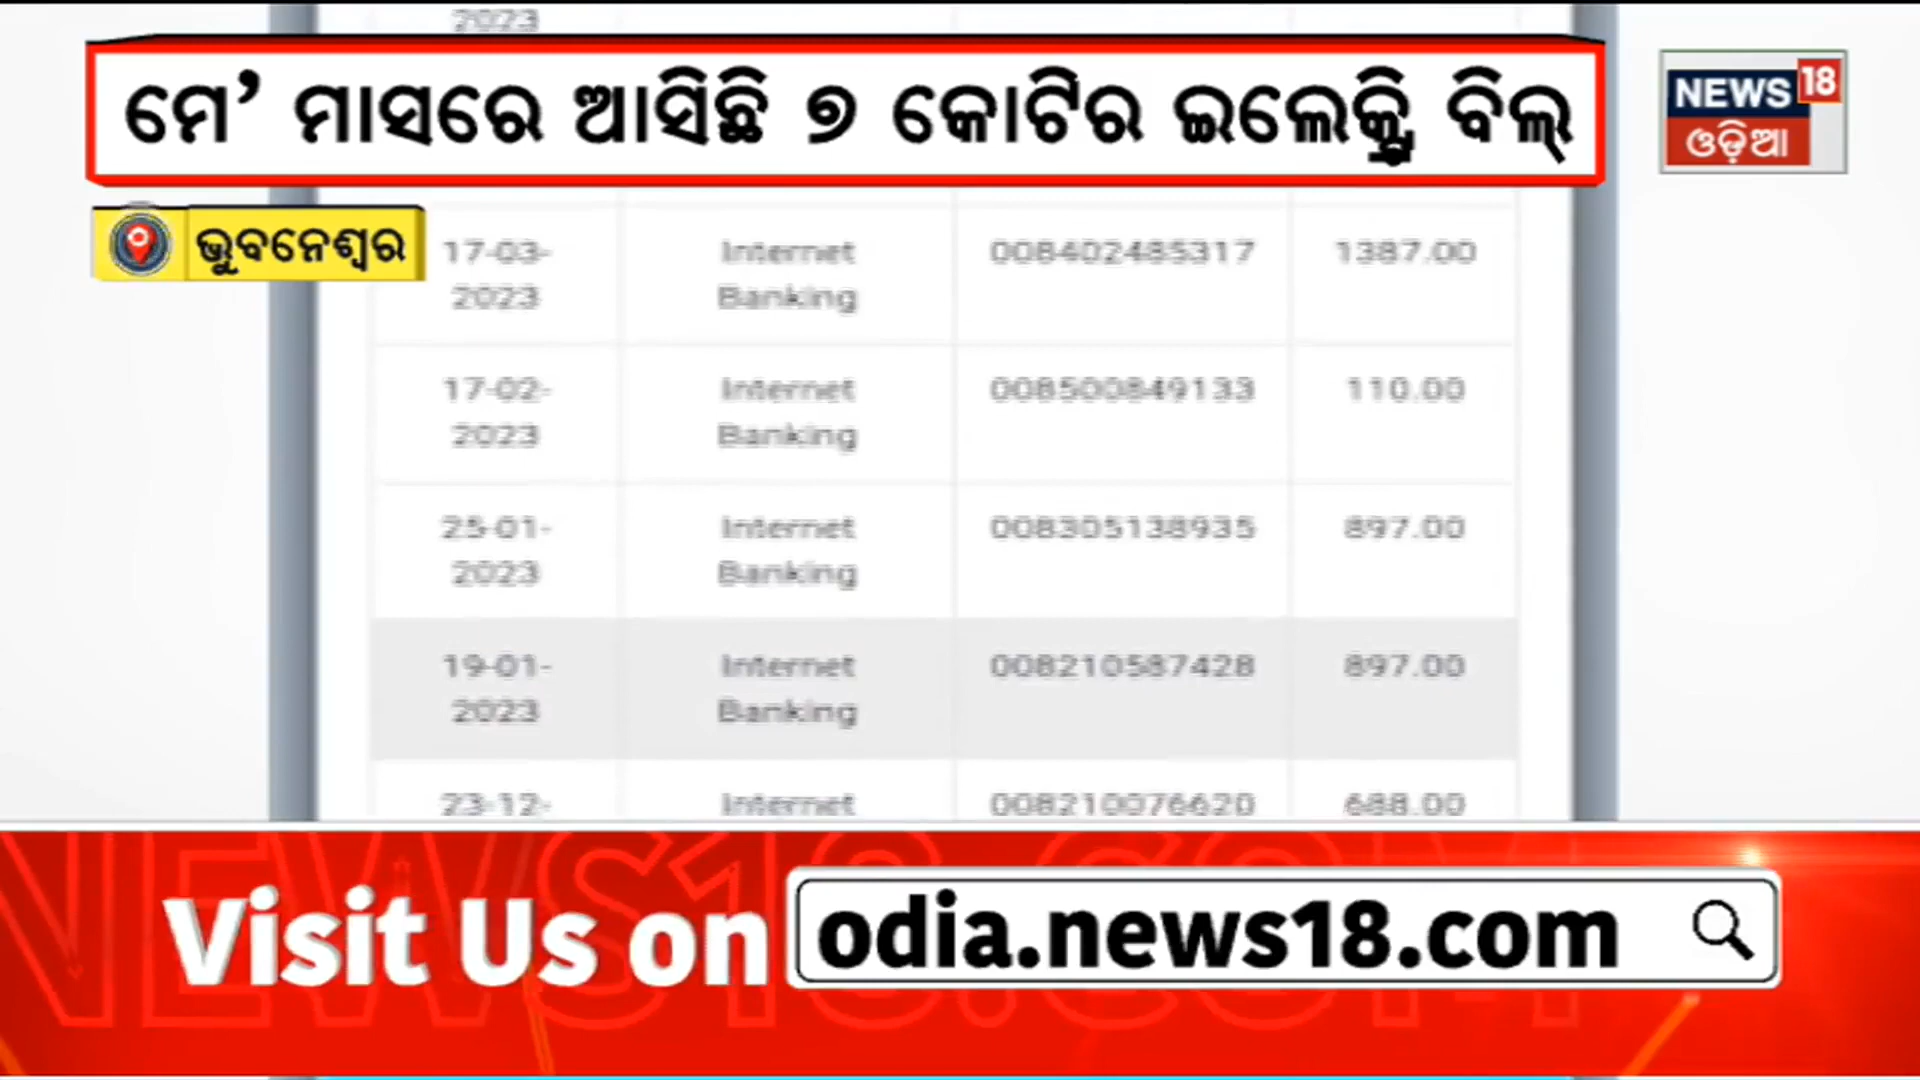 2023
ମେ’ ମାସରେ ଆସିଛି ୭ କୋଟିର ଇଲେକ୍ଟ୍ରି ବିଲ୍
NEWS 18
ଓଡ଼ିଆ
ଭୁବନେଶ୍ୱର
17-03- Internet 008402485317 1387.00
2023 Banking
17-02- Internet 008500849133 110.00
2023 Banking
25-01- Internet 008305138935 897.00
2023 Banking
19-01- Internet 008210587428 897.00
2023 Banking
23-12- Internet 008210076620 688.00
NEWS18.COM
Visit Us on odia.news18.com